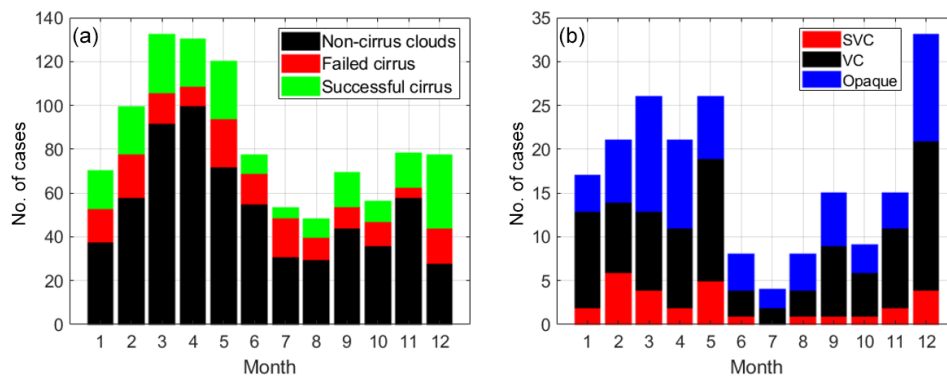 (a)
Non-cirrus clouds
Failed cirrus
Successful cirrus
No. of cases
140
120
100
80
60
40
20
0
1 2 3 4 5 6 7 8 9 10 11 12
Month
(b)
SVC
VC
Opaque
No. of cases
35
30
25
20
15
10
5
0
1 2 3 4 5 6 7 8 9 10 11 12
Month